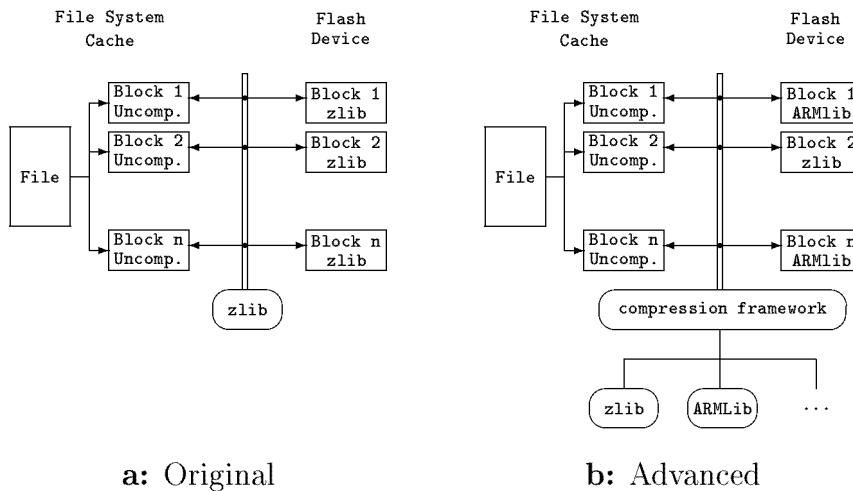 File System
Cache
Flash
Device
Block 1
Uncomp.
Block 1
zlib
Block 2
Uncomp.
Block 2
zlib
File
Block n
Uncomp.
Block n
zlib
zlib
a: Original
File System
Cache
Flash
Device
Block 1
Uncomp.
Block 1
ARMlib
Block 2
Uncomp.
Block 2
zlib
File
Block n
Uncomp.
Block n
ARMlib
compression framework
zlib
ARMLib
...
b: Advanced